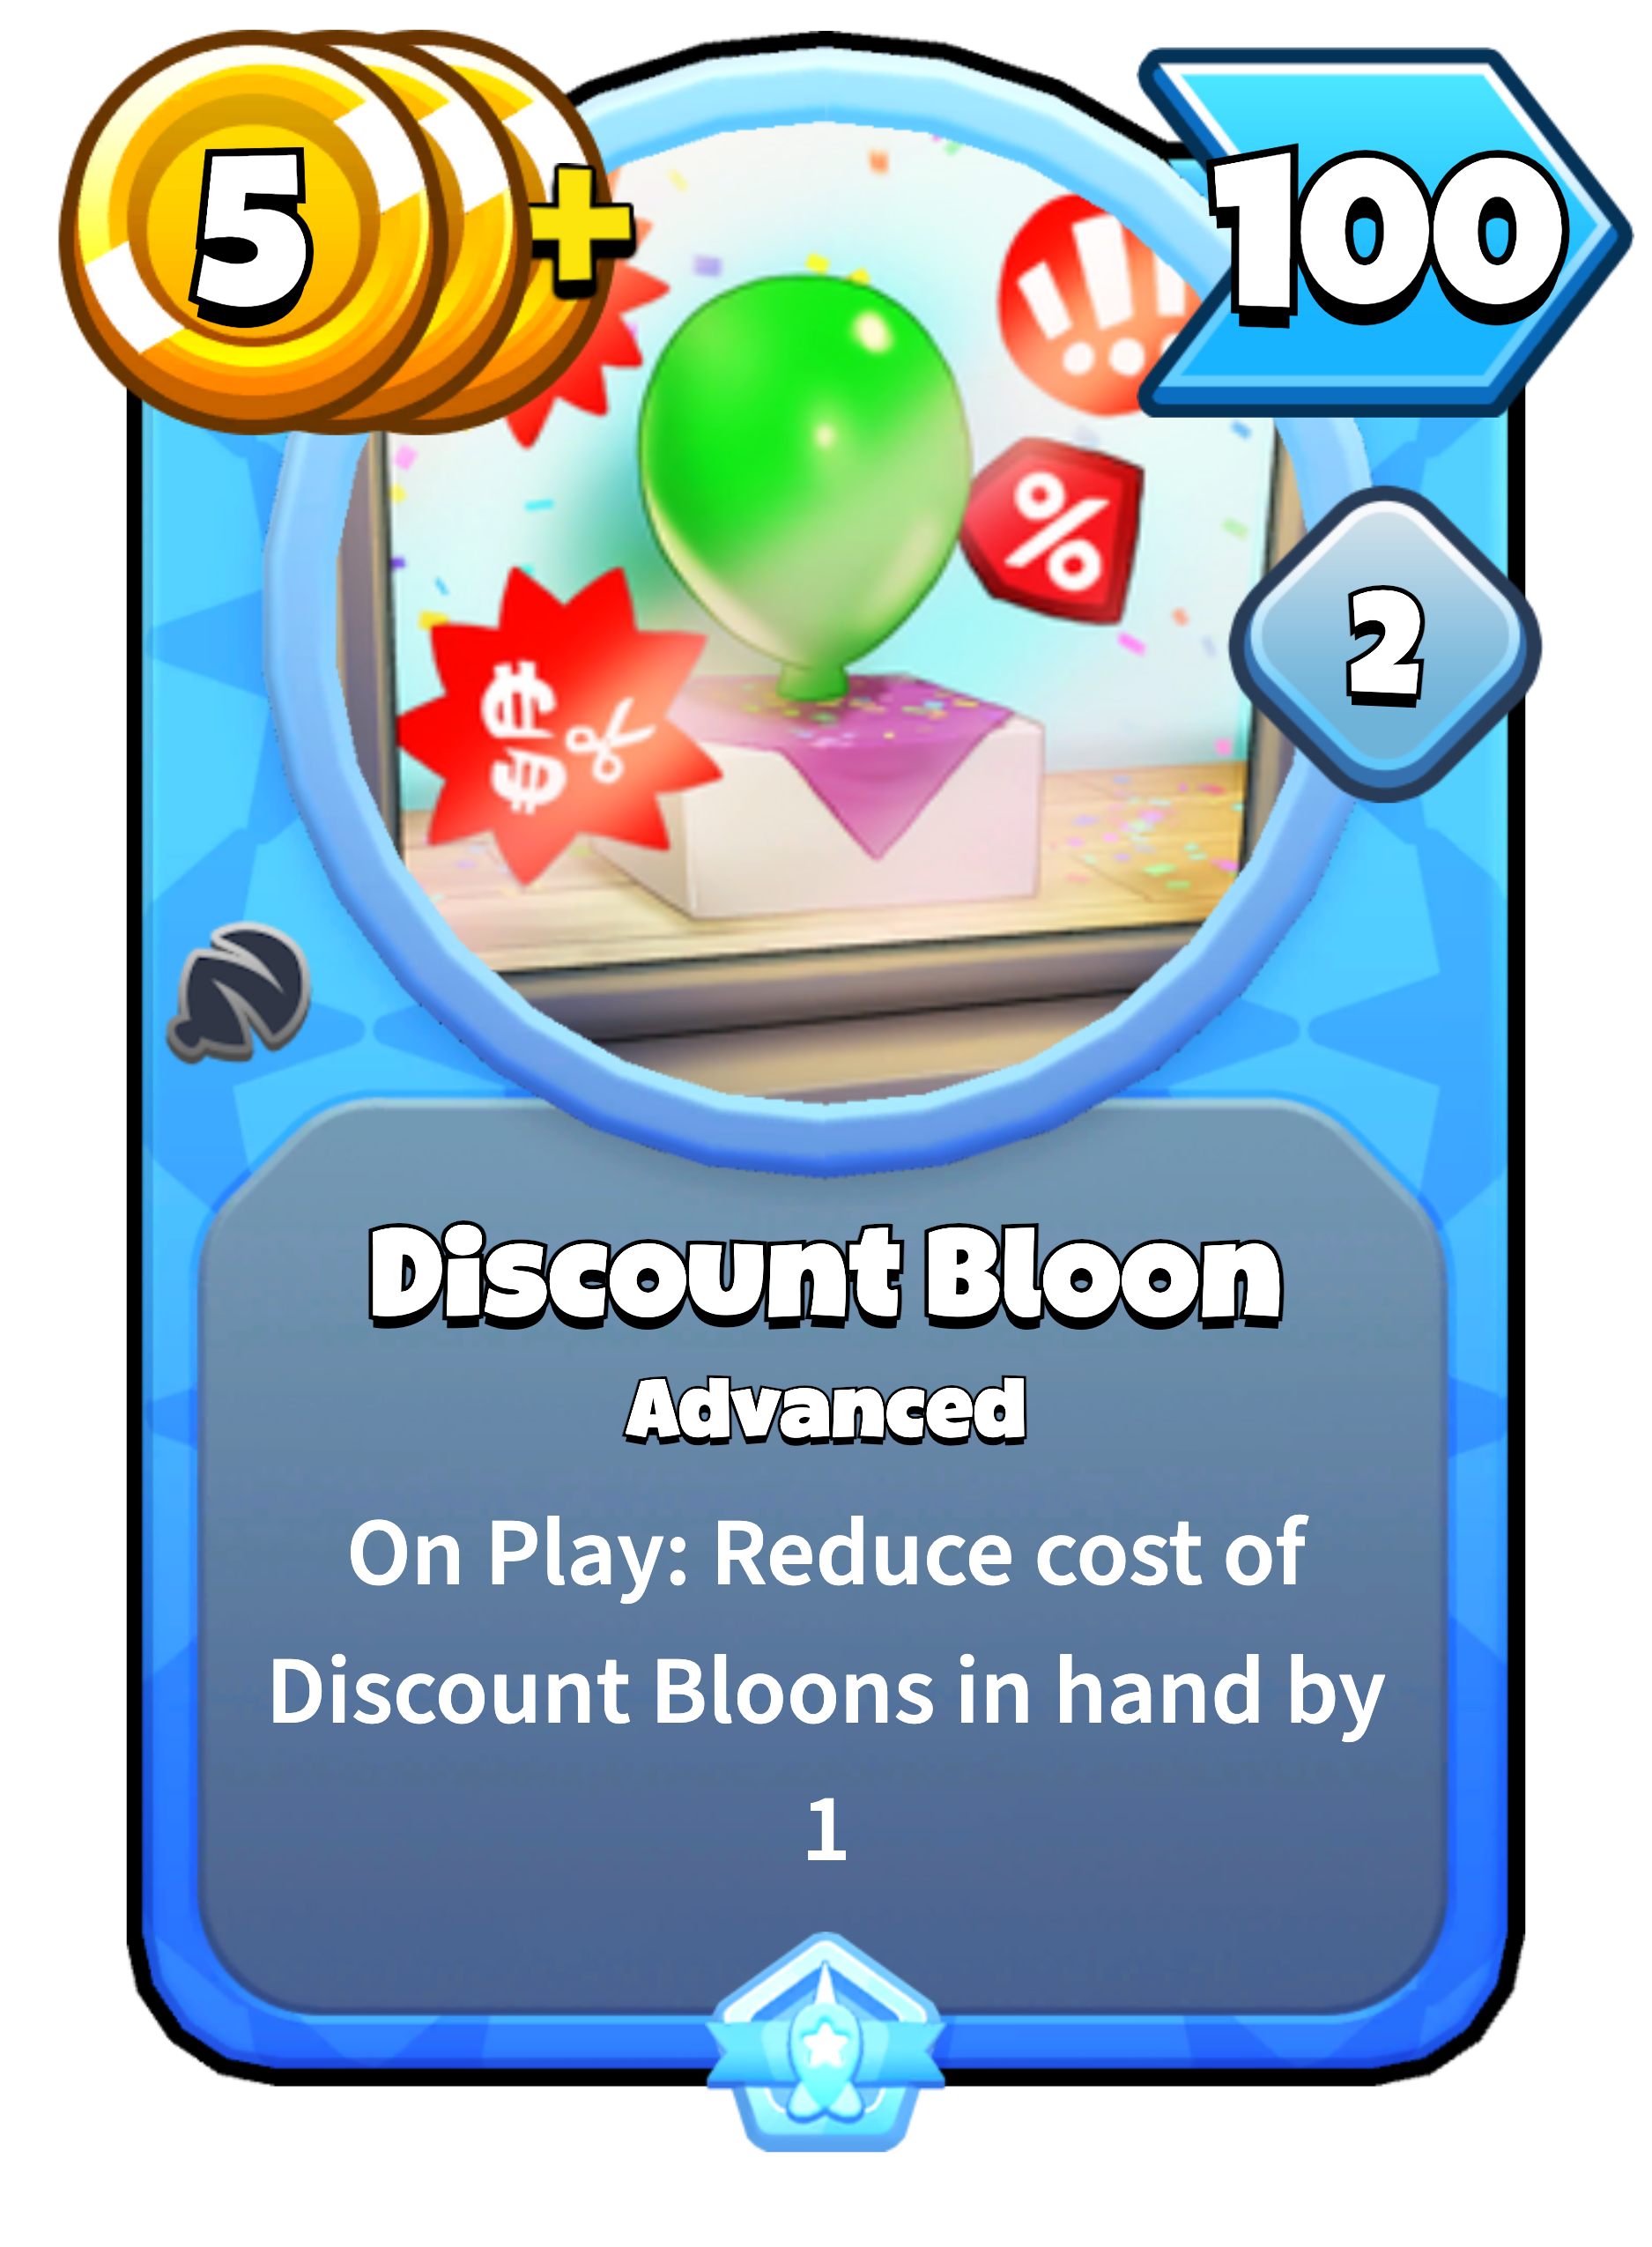 5
+
100
!!!
%
$
2
Discount Bloon
Advanced
On Play: Reduce cost of
Discount Bloons in hand by
1